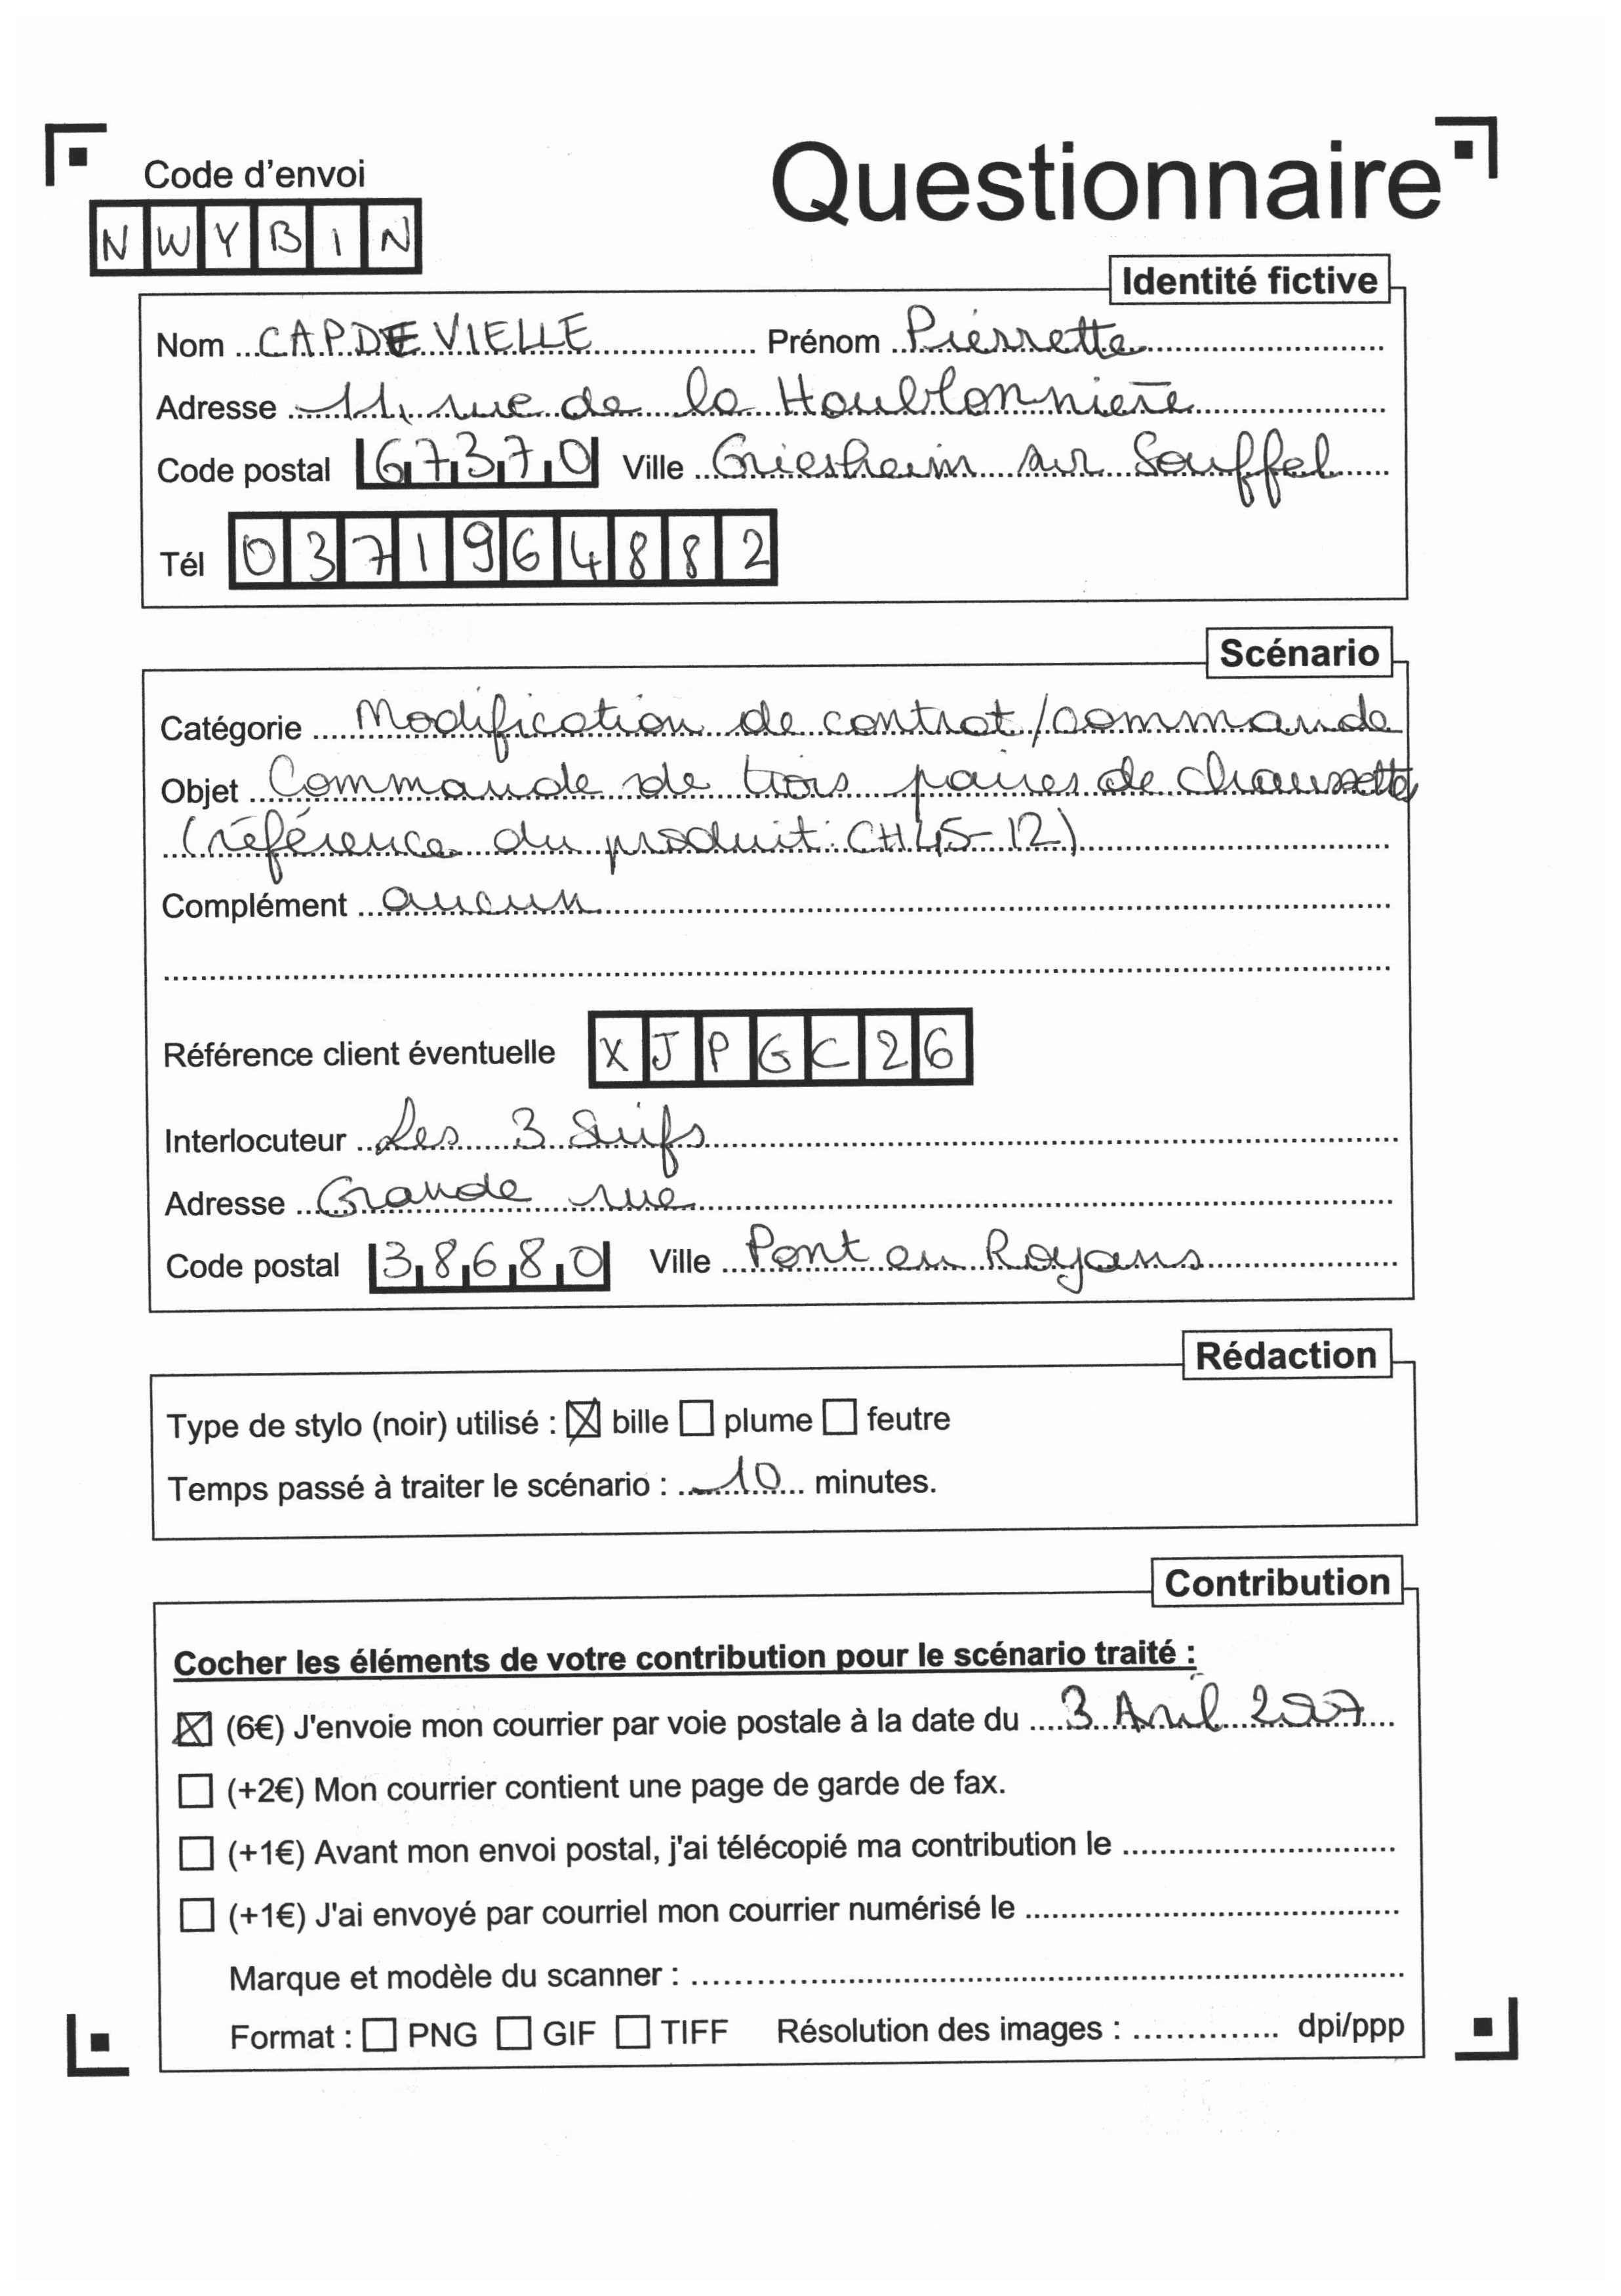 Code d'envoi
Questionnaire
NWYBIN
Identité fictive
Nom CAPDEVIELLE Prénom Pierrette
Adresse 11, rue de la Houblonnière
Code postal 67370 Ville Griesheim sur Souffel
Tél 0371964882
Scénario
Catégorie Modification de contrat/commande
Objet Commande de trois paires de chaussettes
(référence du produit: CH45-12)
Complément aucun
Référence client éventuelle XJPGC26
Interlocuteur Les 3 Suifs
Adresse Grande rue
Code postal 38680 Ville Pont en Royans
Rédaction
Type de stylo (noir) utilisé : ☒ bille ☐ plume ☐ feutre
Temps passé à traiter le scénario : 10 minutes.
Contribution
Cocher les éléments de votre contribution pour le scénario traité :
☒ (6€) J'envoie mon courrier par voie postale à la date du 3 Avril 2007
☐ (+2€) Mon courrier contient une page de garde de fax.
☐ (+1€) Avant mon envoi postal, j'ai télécopié ma contribution le
☐ (+1€) J'ai envoyé par courriel mon courrier numérisé le
Marque et modèle du scanner :
Format : ☐ PNG ☐ GIF ☐ TIFF Résolution des images : dpi/ppp